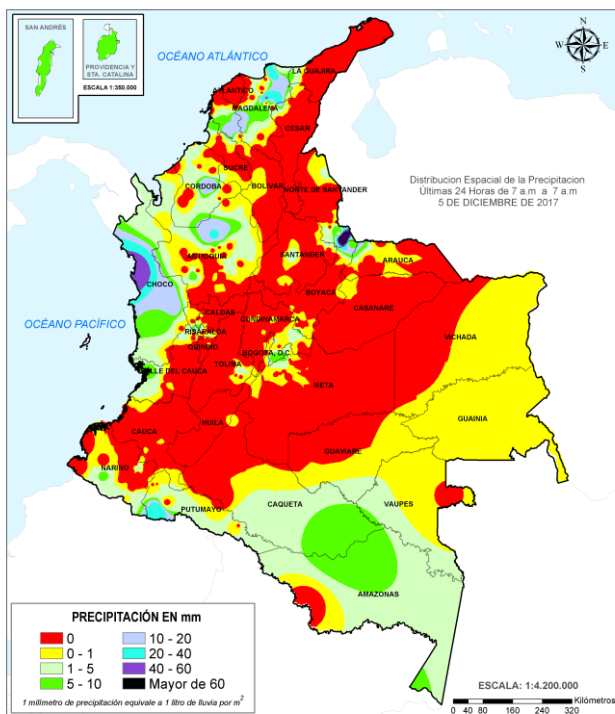 SAN ANDRÉS
PROVIDENCIA Y
STA. CATALINA
ESCALA 1:350.000
OCÉANO ATLÁNTICO
N
W
E
S
LA GUAJIRA
ATLANTICO
MAGDALENA
CESAR
SUCRE
CORDOBA
BOLIVAR
NORTE DE SANTANDER
Distribucion Espacial de la Precipitacion
Últimas 24 Horas de 7 a.m a 7 a.m
5 DE DICIEMBRE DE 2017
ANTIOQUIA
SANTANDER
ARAUCA
CHOCO
BOYACA
CASANARE
OCÉANO PACÍFICO
CALDAS
CUNDINAMARCA
RISARALDA
VICHADA
QUINDIO
BOGOTA, D.C.
TOLIMA
VALLE DEL CAUCA
META
GUAINIA
CAUCA
HUILA
GUAVIARE
NARIÑO
PUTUMAYO
CAQUETA
VAUPES
AMAZONAS
PRECIPITACIÓN EN mm
0
10 - 20
0 - 1
20 - 40
1 - 5
40 - 60
5 - 10
Mayor de 60
1 milímetro de precipitación equivale a 1 litro de lluvia por m2
ESCALA: 1:4.200.000
Kilómetros
0 40 80 160 240 320